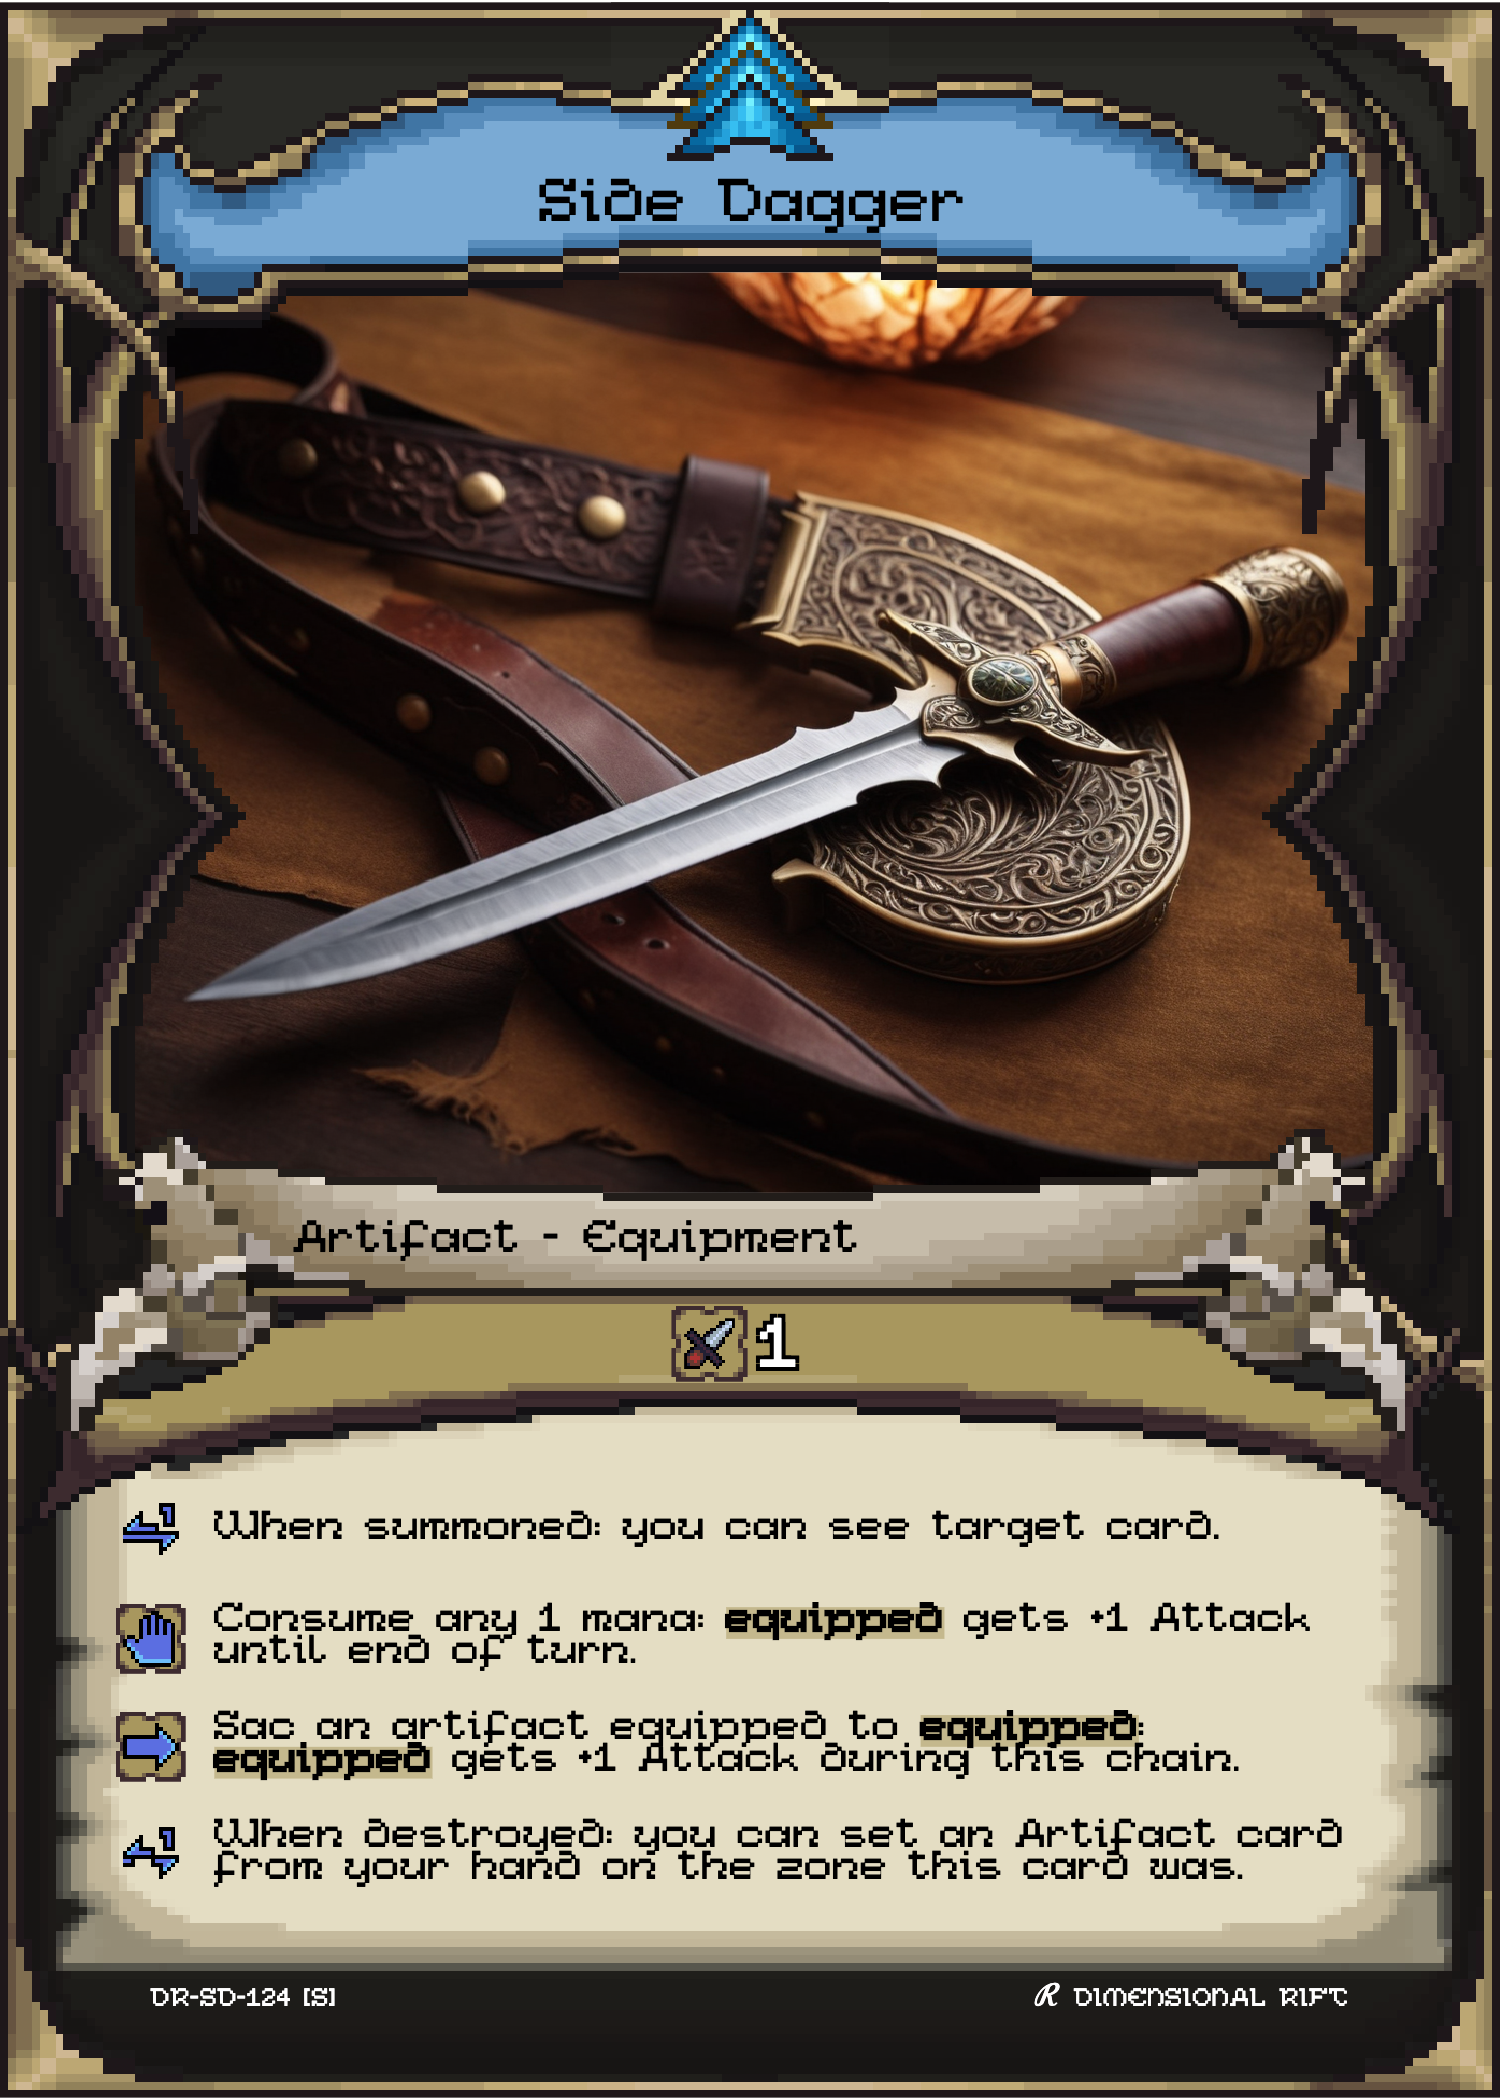 Side Dagger
Artifact - Equipment
1
When summoned: you can see target card.
Consume any 1 mana: equipped gets +1 Attack
until end of turn.
Sac an artifact equipped to equipped:
equipped gets +1 Attack during this chain.
When destroyed: you can set an Artifact card
from your hand on the zone this card was.
DR-SD-124 [S]
R DIMENSIONAL RIFT